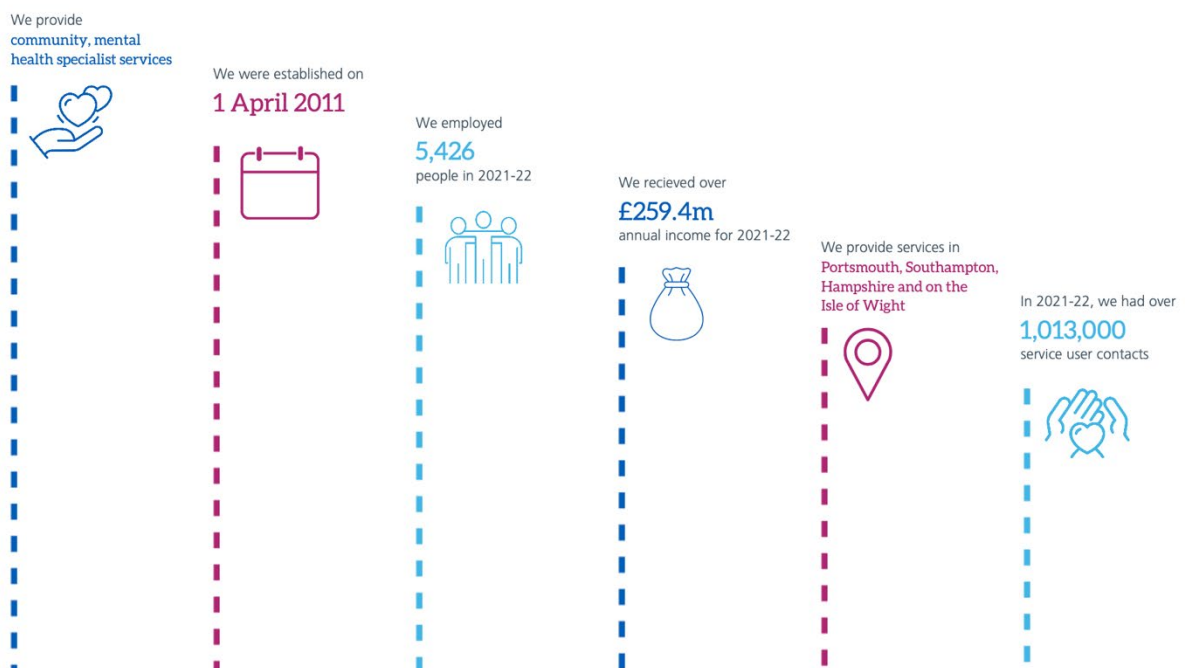 We provide
community, mental
health specialist services
We were established on
1 April 2011
We employed
5,426
people in 2021-22
We recieved over
£259.4m
annual income for 2021-22
We provide services in
Portsmouth, Southampton,
Hampshire and on the
Isle of Wight
In 2021-22, we had over
1,013,000
service user contacts